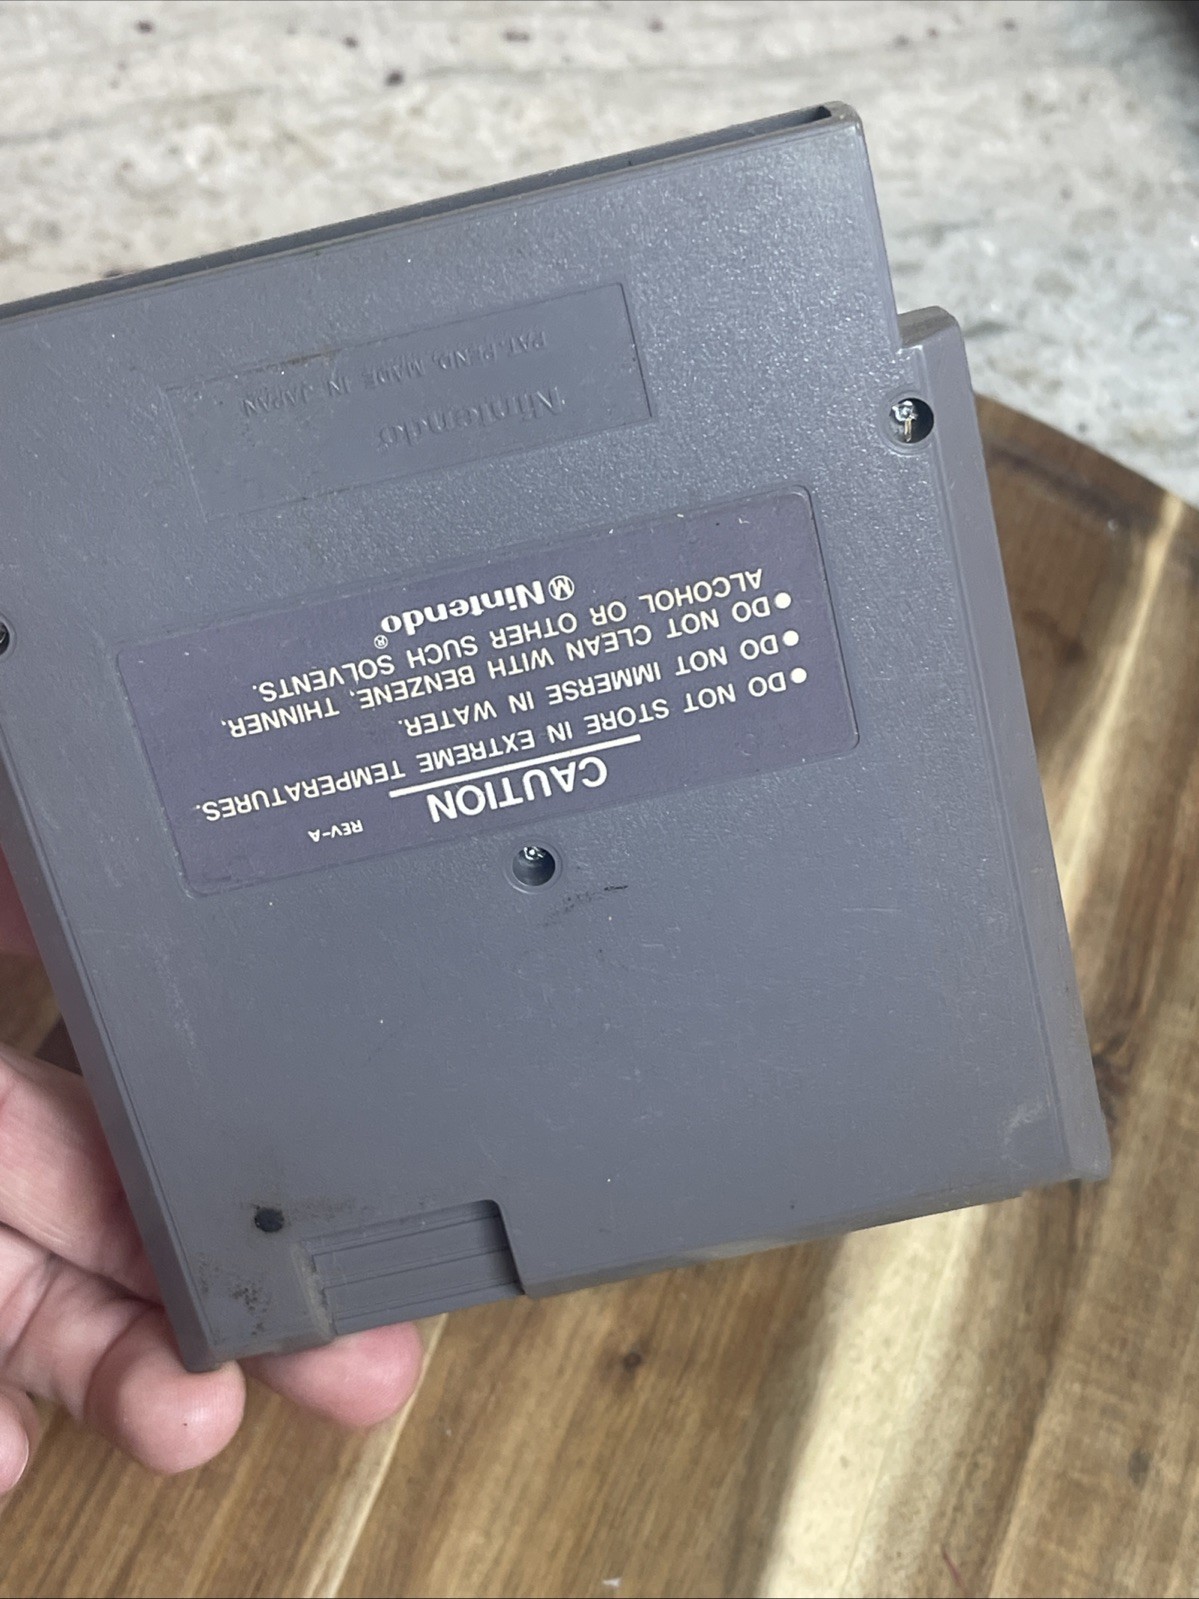 REV-A
CAUTION
●DO NOT STORE IN EXTREME TEMPERATURES.
●DO NOT IMMERSE IN WATER.
●DO NOT CLEAN WITH BENZENE, THINNER,
ALCOHOL OR OTHER SUCH SOLVENTS.
Ⓜ Nintendo®
Nintendo
PAT. PEND, MADE IN JAPAN